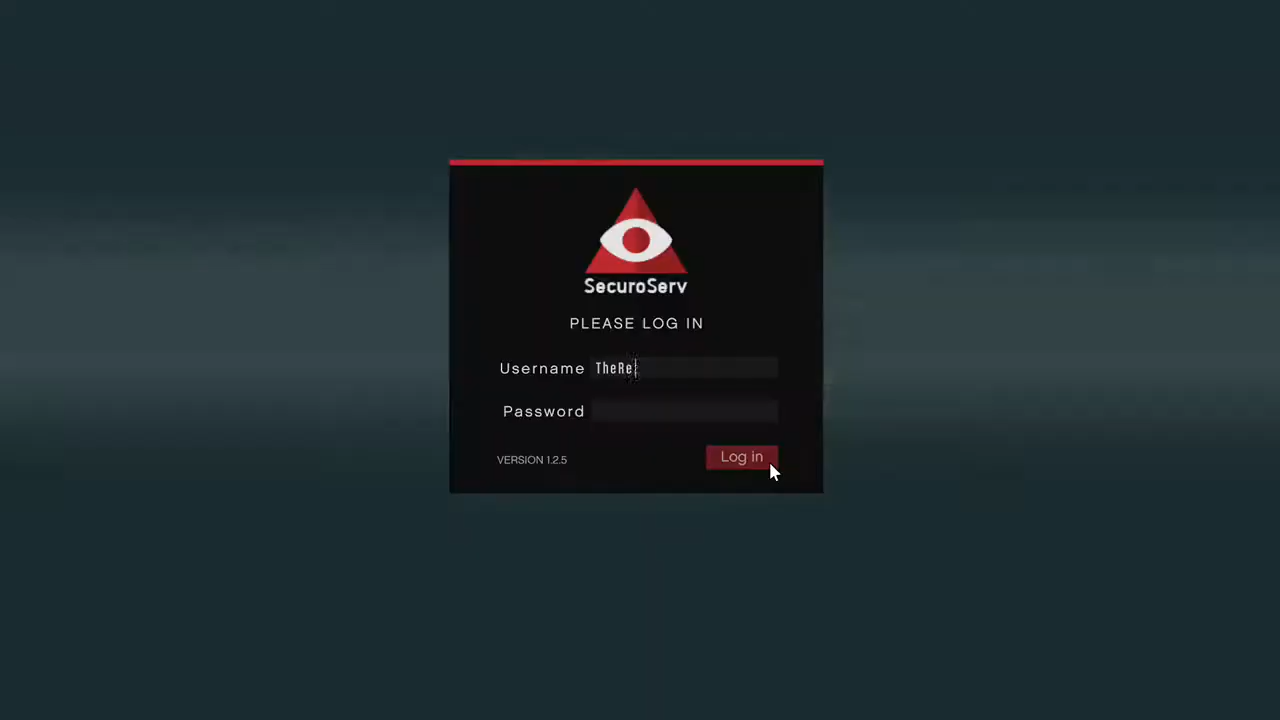 SecuroServ
PLEASE LOG IN
Username TheRe
Password
VERSION 1.2.5
Log in